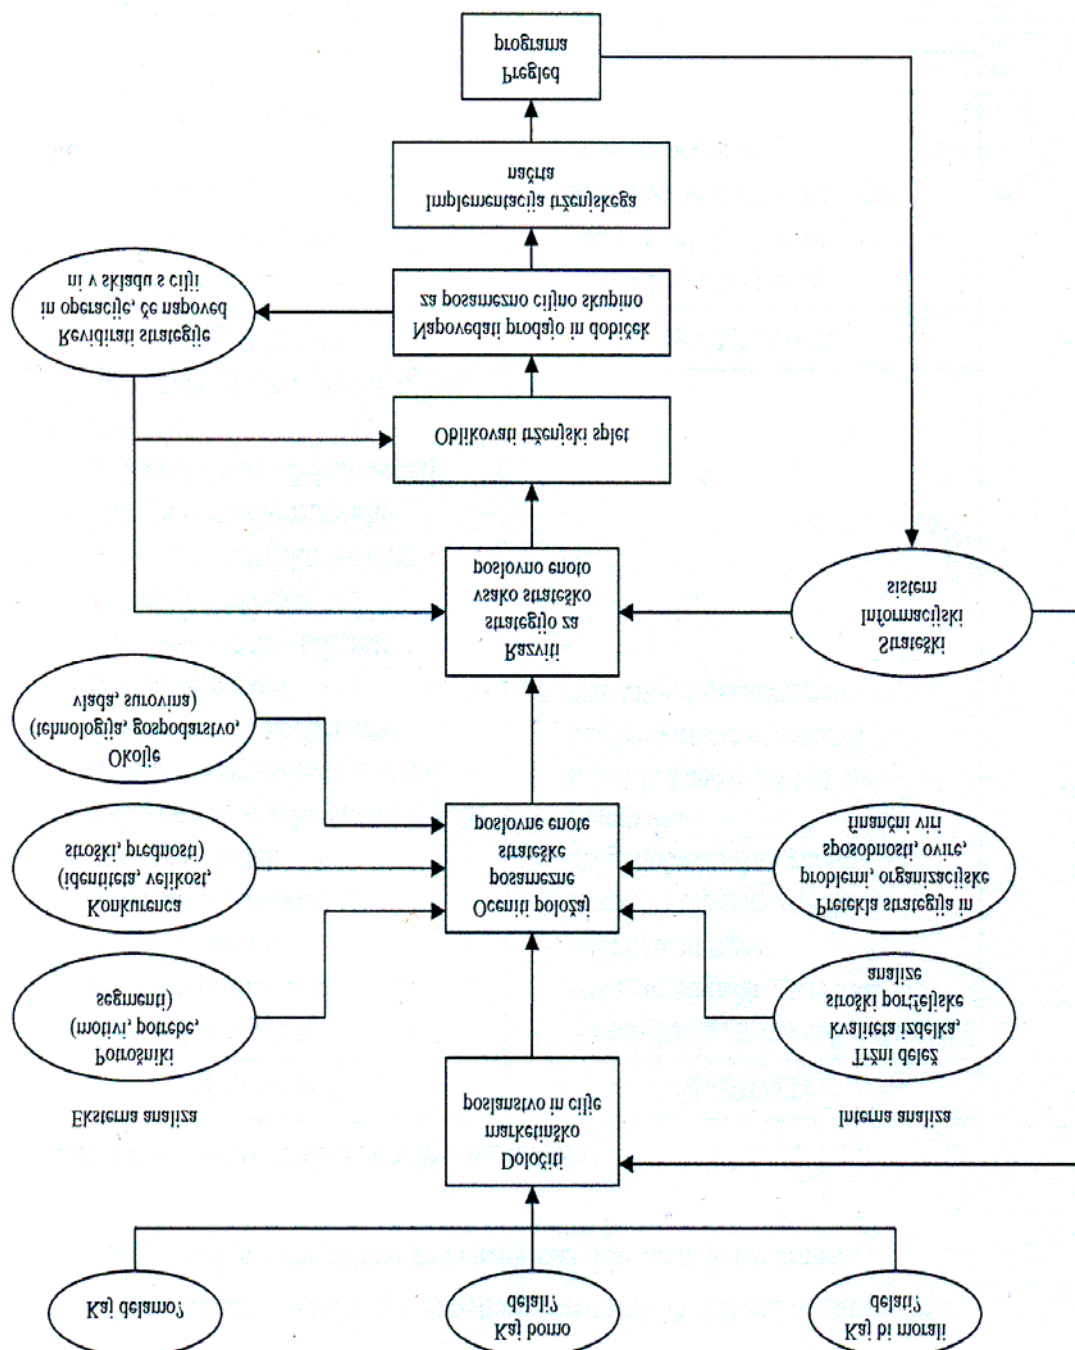 Kaj delamo?
Kaj bomo
delali?
Kaj bi morali
delati?
Določiti
marketinško
poslanstvo in cilje
Eksterna analiza
Interna analiza
Potrošniki
(motivi, potrebe,
segmenti)
Tržni delež
kvaliteta izdelka,
stroški portfeljske
analize
Konkurenca
(identiteta, velikost,
stroški, prednosti)
Oceniti položaj
posamezne
strateške
poslovne enote
Pretekla strategija in
problemi, organizacijske
sposobnosti, ovire,
finančni viri
Okolje
(tehnologija, gospodarstvo,
vlada, surovina)
Razviti
strategijo za
vsako strateško
poslovno enoto
Strateški
Informacijski
sistem
Oblikovati trženjski splet
Revidirati strategije
in operacije, če napoved
ni v skladu s cilji
Napovedati prodajo in dobiček
za posamezno ciljno skupino
Implementacija trženjskega
načrta
Pregled
programa